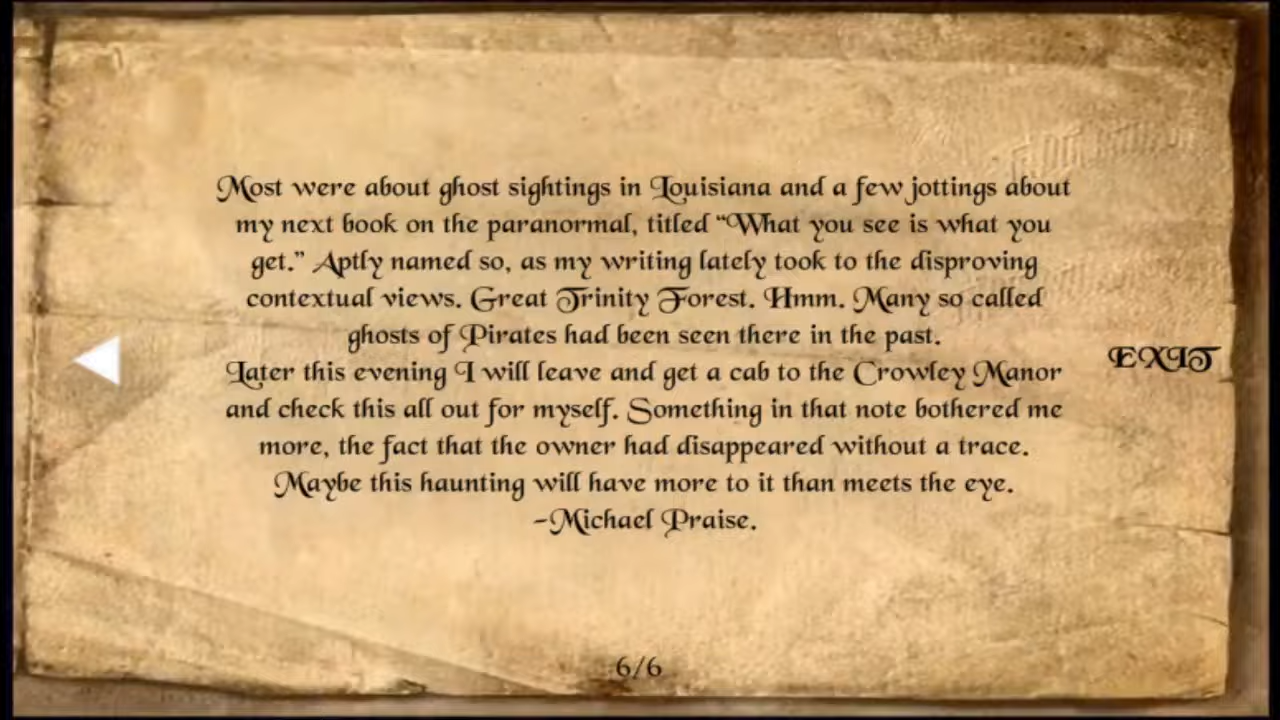 Most were about ghost sightings in Louisiana and a few jottings about
my next book on the paranormal, titled “What you see is what you
get.” Aptly named so, as my writing lately took to the disproving
contextual views. Great Trinity Forest. Hmm. Many so called
ghosts of Pirates had been seen there in the past.
Later this evening I will leave and get a cab to the Crowley Manor
and check this all out for myself. Something in that note bothered me
more, the fact that the owner had disappeared without a trace.
Maybe this haunting will have more to it than meets the eye.
-Michael Praise.
EXIT
6/6